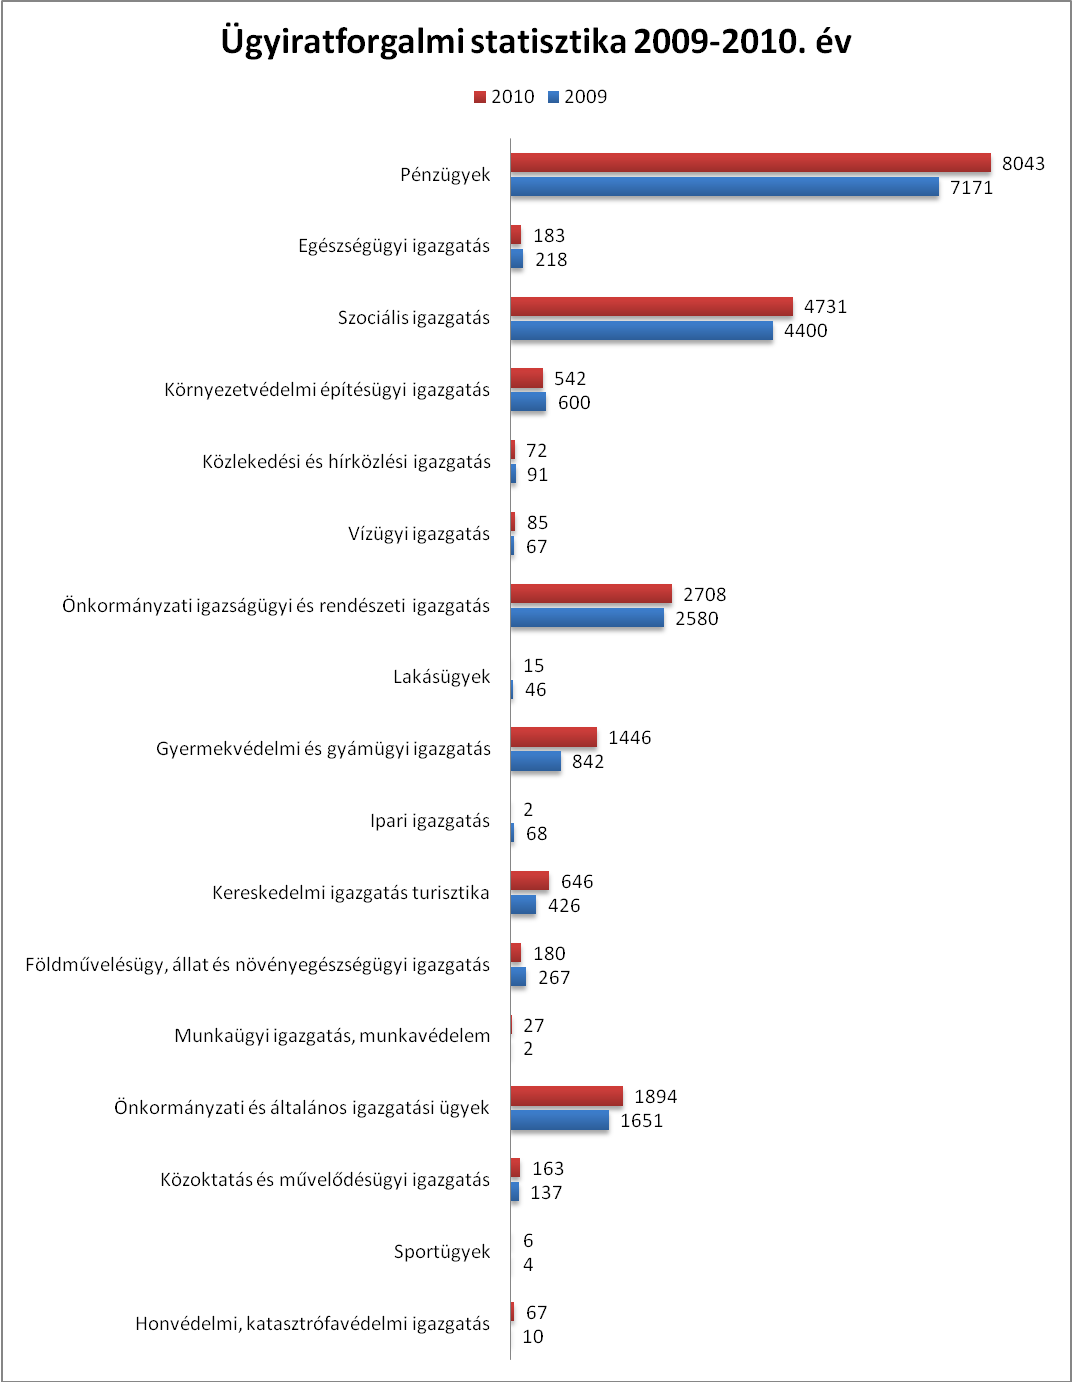 Ügyiratforgalmi statisztika 2009-2010. év
2010 2009
Pénzügyek
8043
7171
Egészségügyi igazgatás
183
218
Szociális igazgatás
4731
4400
Környezetvédelmi építésügyi igazgatás
542
600
Közlekedési és hírközlési igazgatás
72
91
Vízügyi igazgatás
85
67
Önkormányzati igazságügyi és rendészeti igazgatás
2708
2580
Lakásügyek
15
46
Gyermekvédelmi és gyámügyi igazgatás
1446
842
Ipari igazgatás
2
68
Kereskedelmi igazgatás turisztika
646
426
Földművelésügy, állat és növényegészségügyi igazgatás
180
267
Munkaügyi igazgatás, munkavédelem
27
2
Önkormányzati és általános igazgatási ügyek
1894
1651
Közoktatás és művelődésügyi igazgatás
163
137
Sportügyek
6
4
Honvédelmi, katasztrófavédelmi igazgatás
67
10